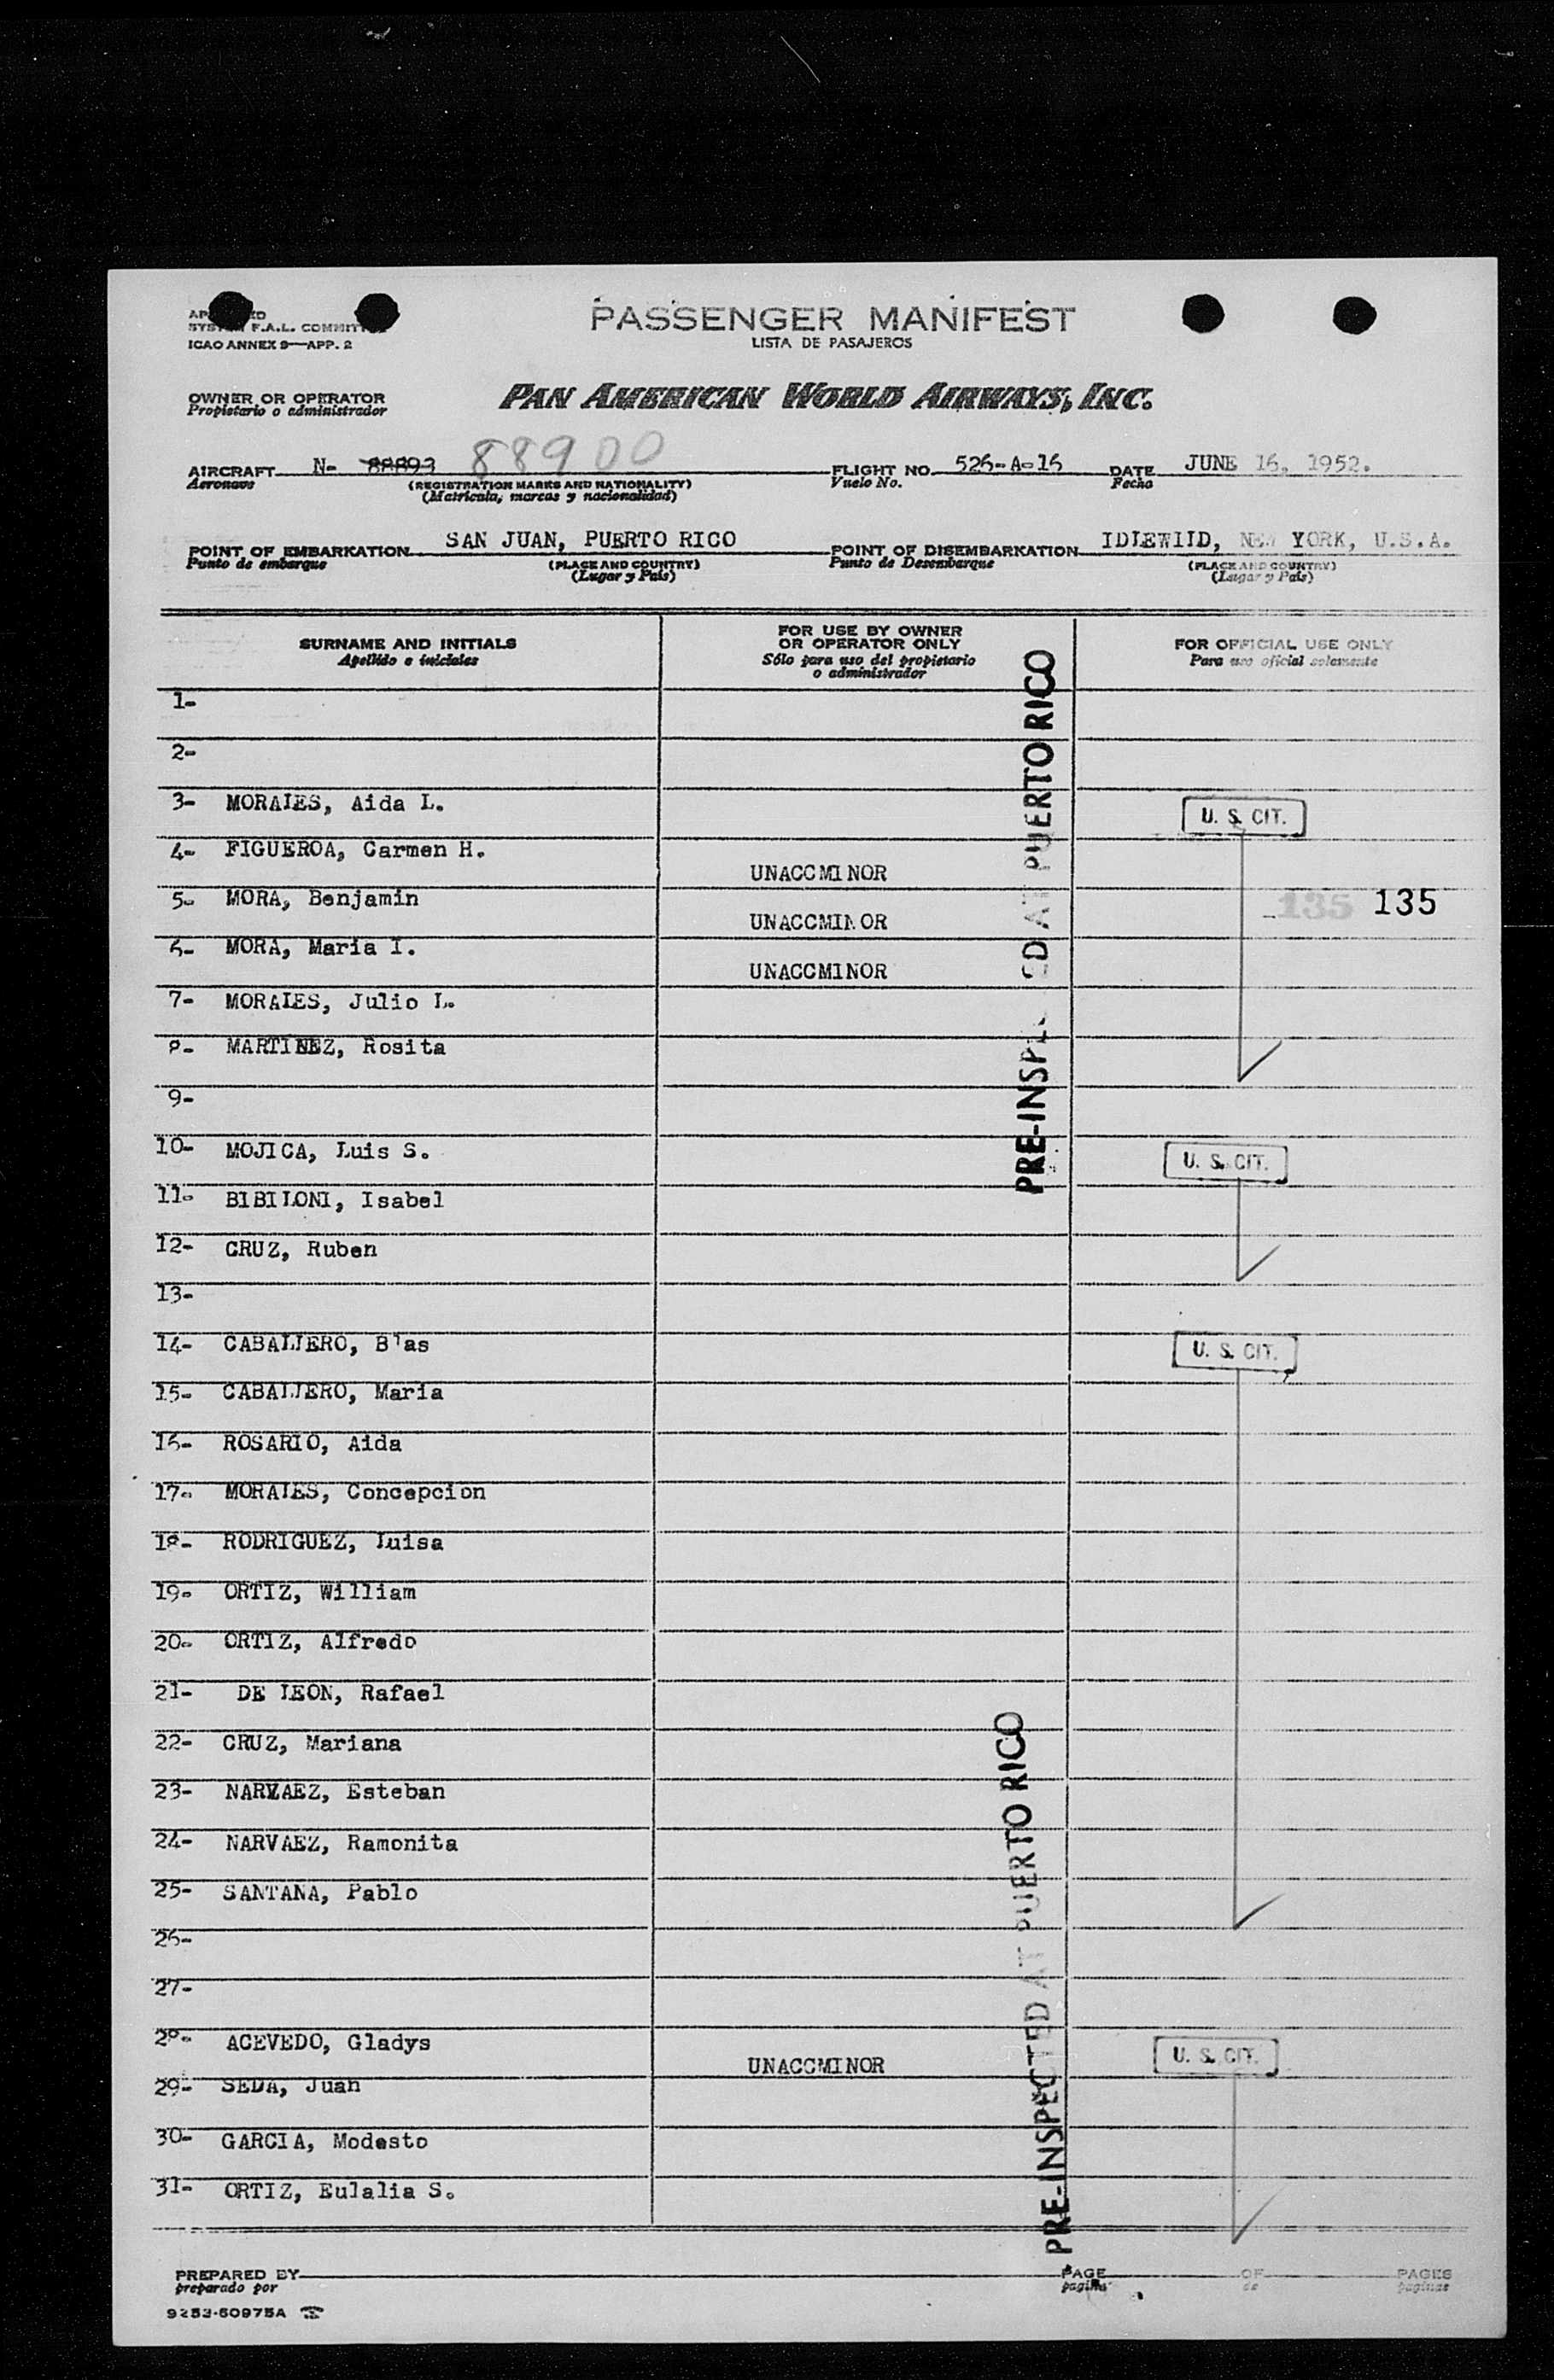 PASSENGER MANIFEST
LISTA DE PASAJEROS
F.A.L.
ICAO ANNEX 9—APP. 2
OWNER OR OPERATOR
Propietario o administrador
PAN AMERICAN WORLD AIRWAYS, INC.
AIRCRAFT N- 88893 88900
Aeronave
(REGISTRATION MARKS AND NATIONALITY)
(Matricula, marcas y nacionalidad)
FLIGHT NO. 526-A-16
Vuelo No.
DATE JUNE 16, 1952.
Fecha
POINT OF EMBARKATION SAN JUAN, PUERTO RICO
Punto de embarque
(PLACE AND COUNTRY)
(Lugar y País)
POINT OF DISEMBARKATION IDLEWILD, NEW YORK, U.S.A.
Punto de Desembarque
(PLACE AND COUNTRY)
(Lugar y País)
SURNAME AND INITIALS
Apellido e iniciales
FOR USE BY OWNER
OR OPERATOR ONLY
Sólo para uso del propietario
o administrador
FOR OFFICIAL USE ONLY
Para uso oficial solamente
1-
2-
3- MORALES, Aida L.
U. S. CIT.
4- FIGUEROA, Carmen H.
UNACCMINOR
5- MORA, Benjamin
135 135
UNACCMINOR
6- MORA, Maria I.
UNACCMINOR
7- MORALES, Julio L.
8- MARTINEZ, Rosita
9-
10- MOJICA, Luis S.
U. S. CIT.
11- BIBILONI, Isabel
12- CRUZ, Ruben
13-
14- CABALLERO, Blas
U. S. CIT.
15- CABALLERO, Maria
16- ROSARIO, Aida
17- MORALES, Concepcion
18- RODRIGUEZ, Luisa
19- ORTIZ, William
20- ORTIZ, Alfredo
21- DE LEON, Rafael
22- CRUZ, Mariana
23- NARVAEZ, Esteban
24- NARVAEZ, Ramonita
25- SANTANA, Pablo
26-
27-
28- ACEVEDO, Gladys
UNACCMINOR
U. S. CIT.
29- SEDA, Juan
30- GARCIA, Modesto
31- ORTIZ, Eulalia S.
PRE-INSPECTED AT PUERTO RICO
PRE-INSPECTED AT PUERTO RICO
PREPARED BY
preparado por
PAGE OF PAGES
pagina de paginas
9253-60975A